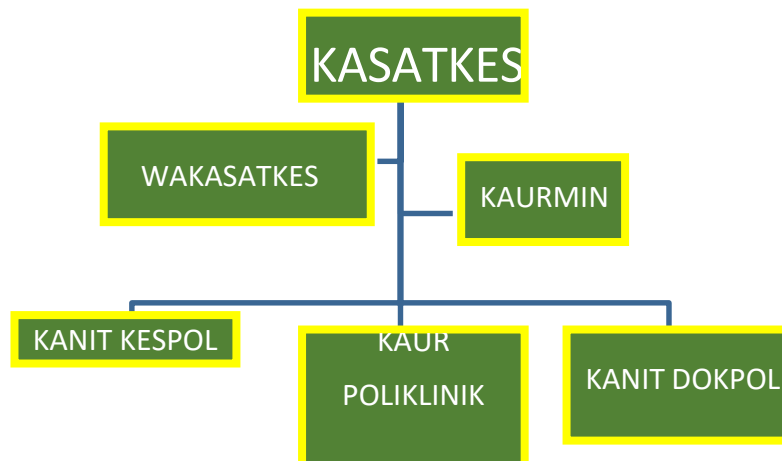 KASATKES
WAKASATKES
KAURMIN
KANIT KESPOL
KAUR
POLIKLINIK
KANIT DOKPOL